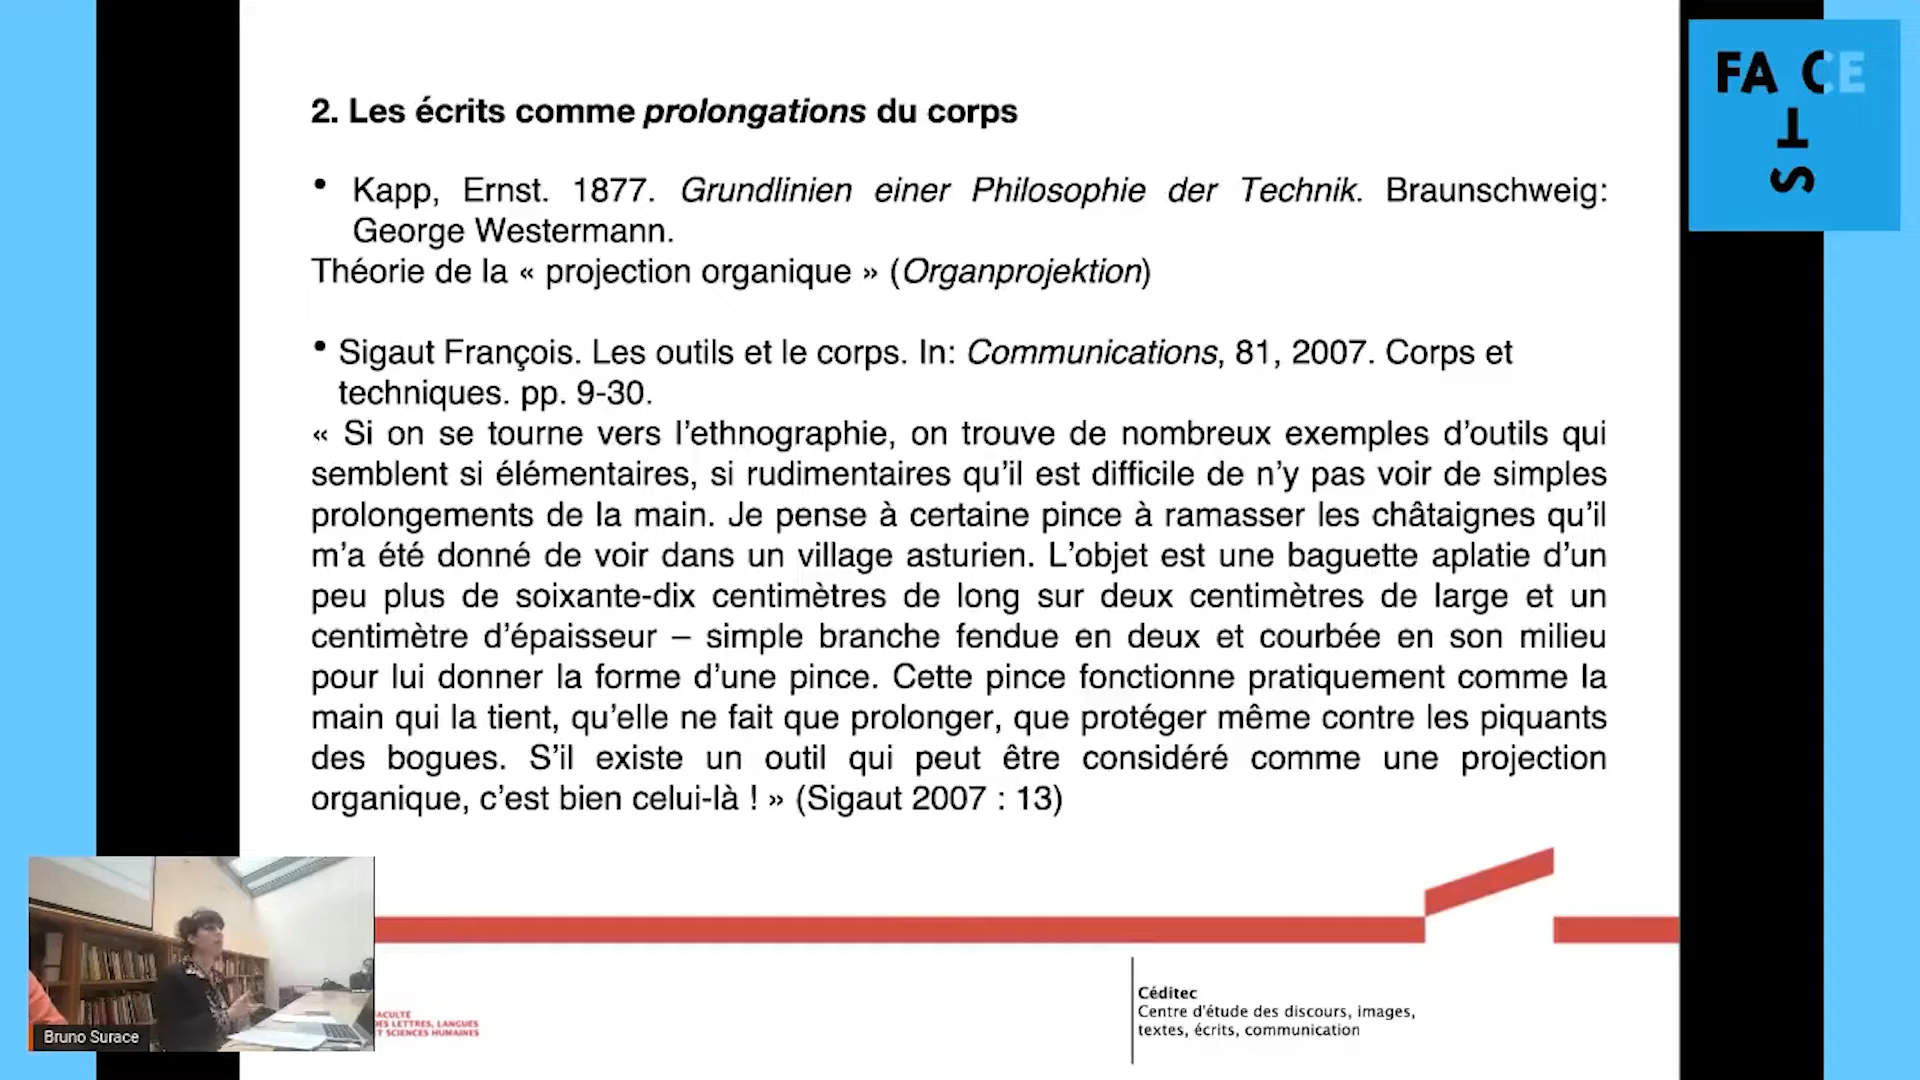 2. Les écrits comme prolongations du corps
• Kapp, Ernst. 1877. Grundlinien einer Philosophie der Technik. Braunschweig:
George Westermann.
Théorie de la « projection organique » (Organprojektion)
• Sigaut François. Les outils et le corps. In: Communications, 81, 2007. Corps et
techniques. pp. 9-30.
« Si on se tourne vers l’ethnographie, on trouve de nombreux exemples d’outils qui
semblent si élémentaires, si rudimentaires qu’il est difficile de n’y pas voir de simples
prolongements de la main. Je pense à certaine pince à ramasser les châtaignes qu’il
m’a été donné de voir dans un village asturien. L’objet est une baguette aplatie d’un
peu plus de soixante-dix centimètres de long sur deux centimètres de large et un
centimètre d’épaisseur – simple branche fendue en deux et courbée en son milieu
pour lui donner la forme d’une pince. Cette pince fonctionne pratiquement comme la
main qui la tient, qu’elle ne fait que prolonger, que protéger même contre les piquants
des bogues. S’il existe un outil qui peut être considéré comme une projection
organique, c’est bien celui-là ! » (Sigaut 2007 : 13)
FACE
T
S
Bruno Surace
ACULTÉ
DES LETTRES, LANGUES
ET SCIENCES HUMAINES
Céditec
Centre d'étude des discours, images,
textes, écrits, communication